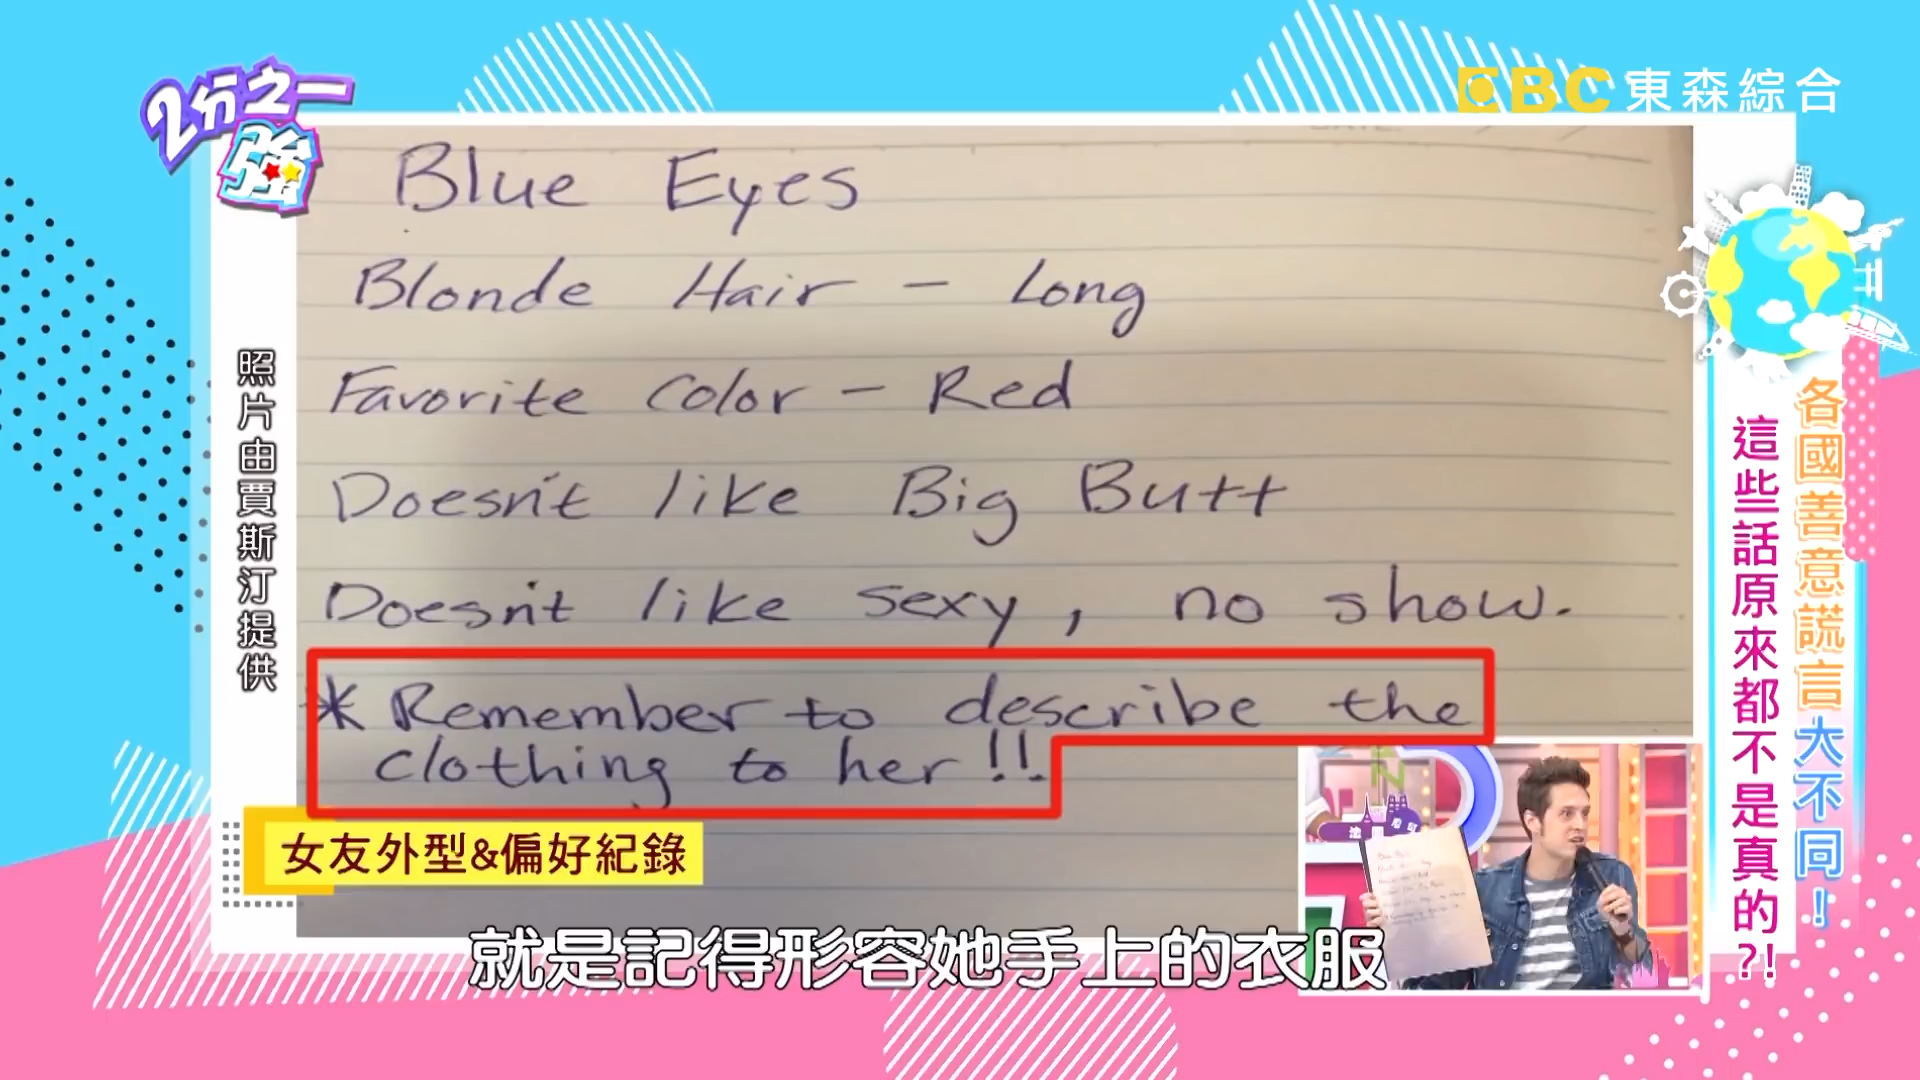 2分之一
強
EBC 東森綜合
Blue Eyes
Blonde Hair - Long
Favorite Color - Red
Doesn't like Big Butt
Doesn't like sexy, no show.
* Remember to describe the
clothing to her !!
照片由賈斯汀提供
各國善意謊言大不同!
這些話原來都不是真的?!
女友外型&偏好紀錄
就是記得形容她手上的衣服